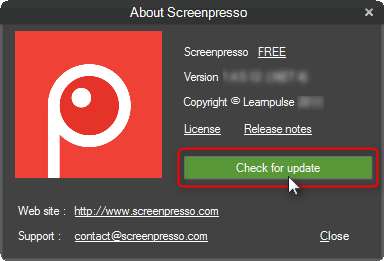 About Screenpresso
Screenpresso FREE
Version
Copyright © Learnpulse
License Release notes
Check for update
Web site : http://www.screenpresso.com
Support : contact@screenpresso.com Close